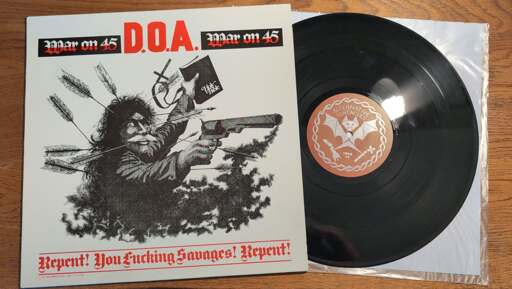 War on 45 D.O.A. War on 45
Repent! You Fucking Savages! Repent!